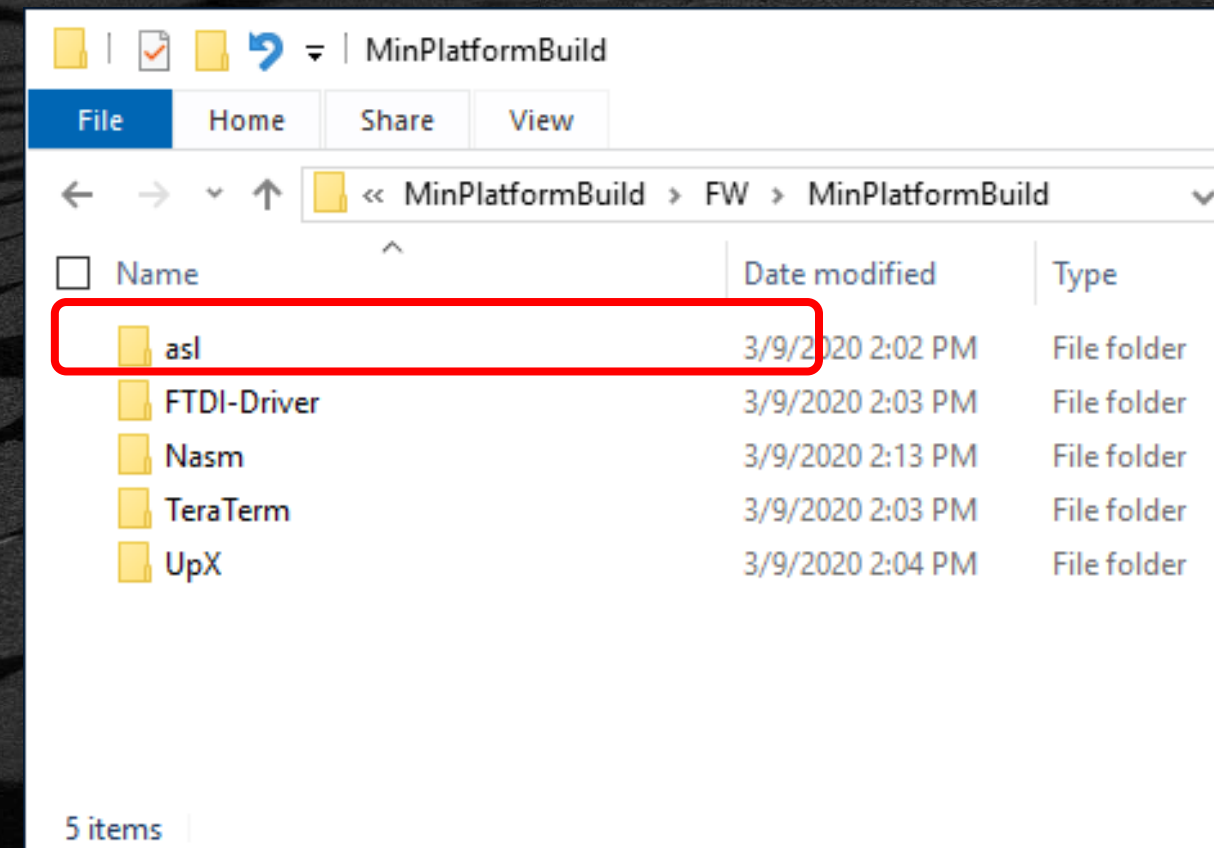 MinPlatformBuild
File Home Share View
« MinPlatformBuild > FW > MinPlatformBuild
Name Date modified Type
asl 3/9/2020 2:02 PM File folder
FTDI-Driver 3/9/2020 2:03 PM File folder
Nasm 3/9/2020 2:13 PM File folder
TeraTerm 3/9/2020 2:03 PM File folder
UpX 3/9/2020 2:04 PM File folder
5 items